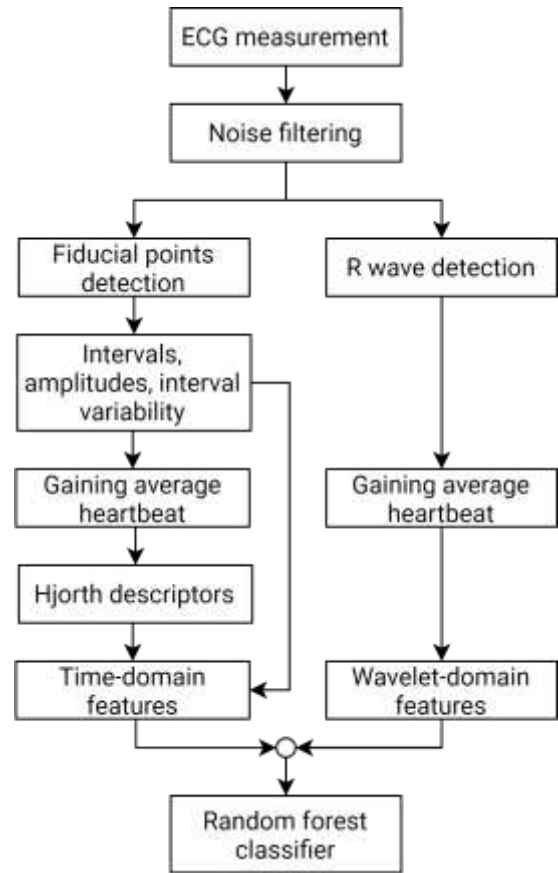 ECG measurement
Noise filtering
Fiducial points
detection
R wave detection
Intervals,
amplitudes, interval
variability
Gaining average
heartbeat
Gaining average
heartbeat
Hjorth descriptors
Time-domain
features
Wavelet-domain
features
Random forest
classifier